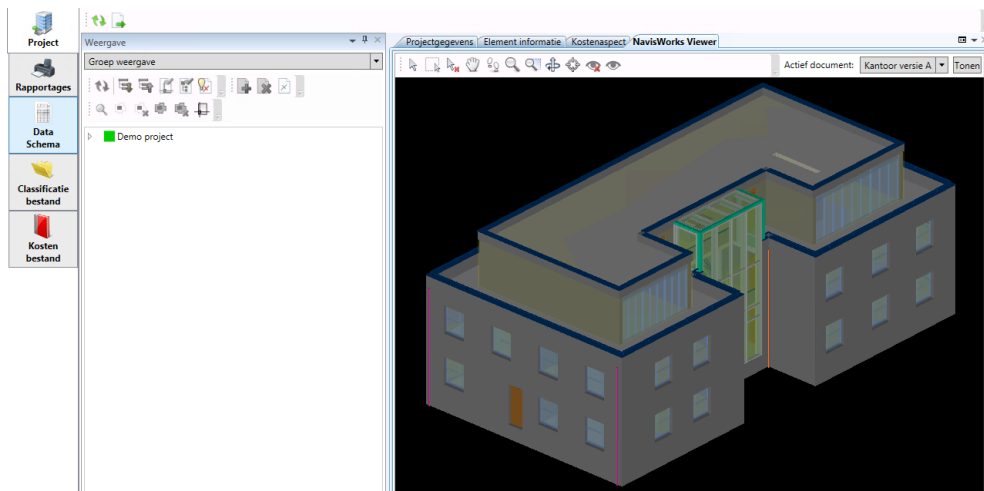 Project
Rapportages
Data
Schema
Classificatie
bestand
Kosten
bestand
Weergave
Groep weergave
Demo project
Projectgegevens Element informatie Kostenaspect NavisWorks Viewer
Actief document: Kantoor versie A Tonen